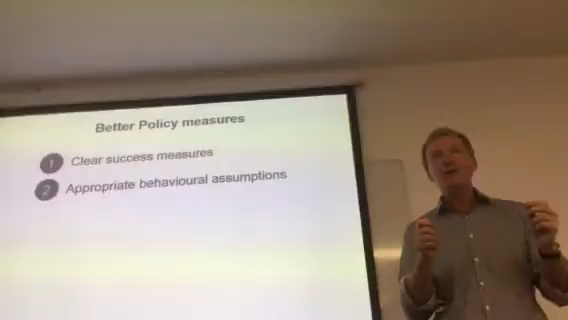 Better Policy measures
1 Clear success measures
2 Appropriate behavioural assumptions